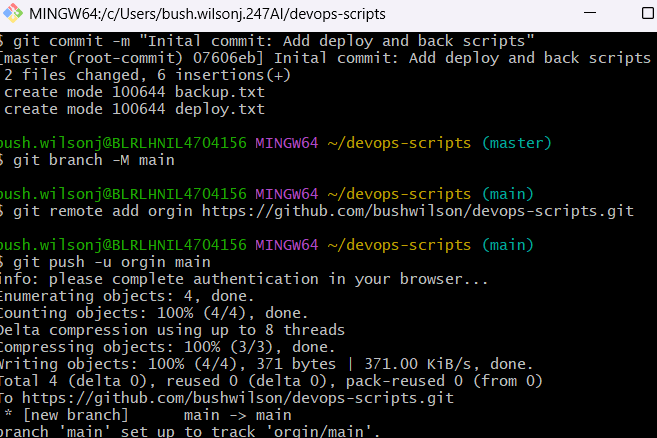 MINGW64:/c/Users/bush.wilsonj.247AI/devops-scripts
$ git commit -m "Inital commit: Add deploy and back scripts"
[master (root-commit) 07606eb] Inital commit: Add deploy and back scripts
2 files changed, 6 insertions(+)
create mode 100644 backup.txt
create mode 100644 deploy.txt
bush.wilsonj@BLRLHNIL4704156 MINGW64 ~/devops-scripts (master)
$ git branch -M main
bush.wilsonj@BLRLHNIL4704156 MINGW64 ~/devops-scripts (main)
$ git remote add orgin https://github.com/bushwilson/devops-scripts.git
bush.wilsonj@BLRLHNIL4704156 MINGW64 ~/devops-scripts (main)
$ git push -u orgin main
info: please complete authentication in your browser...
Enumerating objects: 4, done.
Counting objects: 100% (4/4), done.
Delta compression using up to 8 threads
Compressing objects: 100% (3/3), done.
Writing objects: 100% (4/4), 371 bytes | 371.00 KiB/s, done.
Total 4 (delta 0), reused 0 (delta 0), pack-reused 0 (from 0)
To https://github.com/bushwilson/devops-scripts.git
* [new branch]      main -> main
branch 'main' set up to track 'orgin/main'.